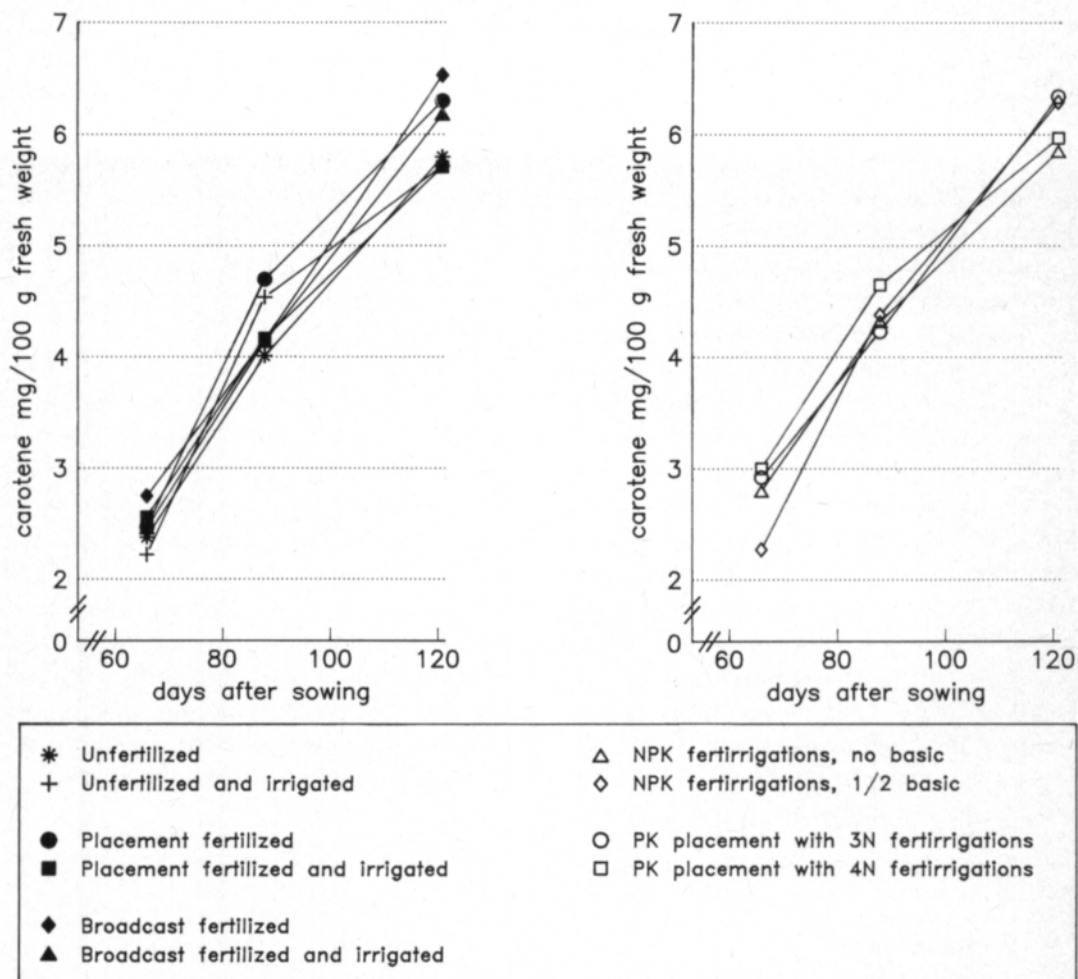 7
6
5
4
3
2
0
carotene mg/100 g fresh weight
60 80 100 120
days after sowing
7
6
5
4
3
2
0
carotene mg/100 g fresh weight
60 80 100 120
days after sowing
Unfertilized
Unfertilized and irrigated
Placement fertilized
Placement fertilized and irrigated
Broadcast fertilized
Broadcast fertilized and irrigated
NPK fertirrigations, no basic
NPK fertirrigations, 1/2 basic
PK placement with 3N fertirrigations
PK placement with 4N fertirrigations